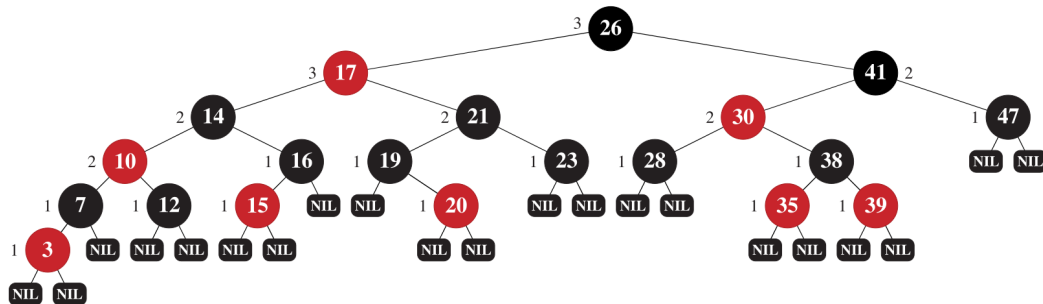 3 26
3 17 41 2
2 14 2 21 2 30 1 47
2 10 1 16 1 19 1 23 1 28 1 38 NIL NIL
1 7 1 12 1 15 NIL NIL 1 20 NIL NIL NIL NIL 1 35 1 39
1 3 NIL NIL NIL NIL NIL NIL NIL NIL NIL NIL NIL
NIL NIL